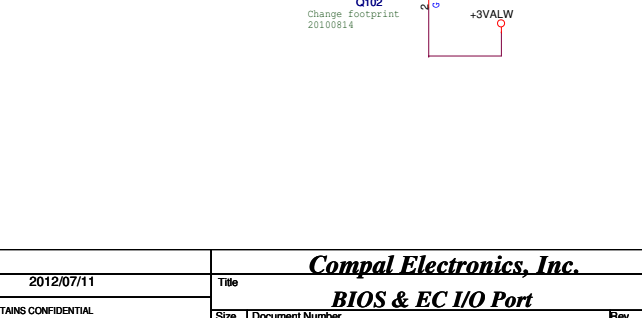 Q102
Change footprint
20100814
2
G
+3VALW
Compal Electronics, Inc.
2012/07/11
Title
BIOS & EC I/O Port
TAINS CONFIDENTIAL
Size
Document Number
Rev